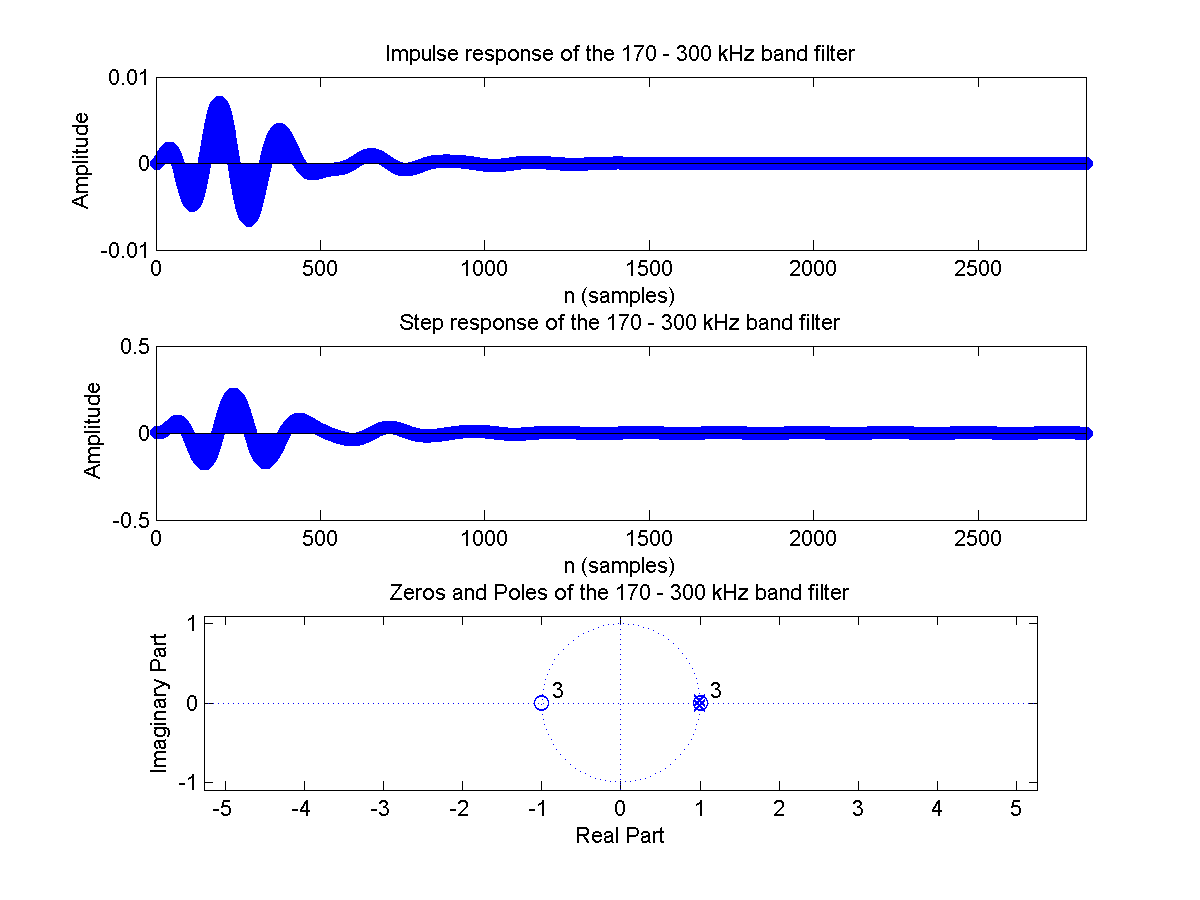 Impulse response of the 170 - 300 kHz band filter
0.01
0
-0.01
Amplitude
0 500 1000 1500 2000 2500
n (samples)
Step response of the 170 - 300 kHz band filter
0.5
0
-0.5
Amplitude
0 500 1000 1500 2000 2500
n (samples)
Zeros and Poles of the 170 - 300 kHz band filter
1
0
-1
Imaginary Part
3 3
-5 -4 -3 -2 -1 0 1 2 3 4 5
Real Part